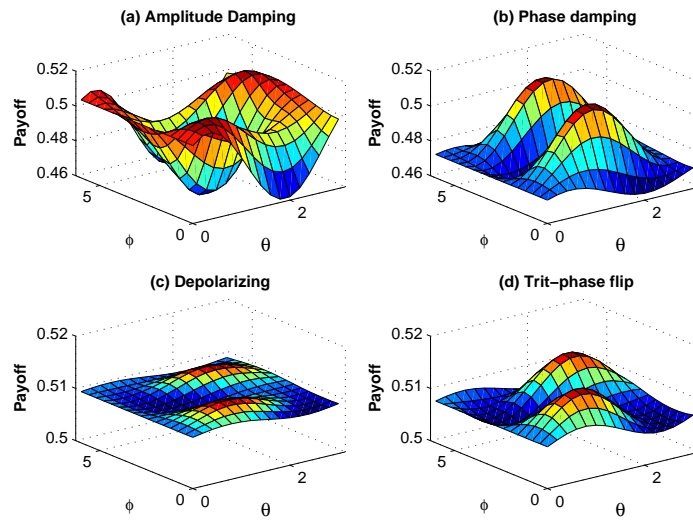 (a) Amplitude Damping
0.52
0.5
0.48
0.46
Payoff
5
0
ϕ
0
2
θ
(b) Phase damping
0.52
0.5
0.48
0.46
Payoff
5
0
ϕ
0
2
θ
(c) Depolarizing
0.52
0.51
0.5
Payoff
5
0
ϕ
0
2
θ
(d) Trit−phase flip
0.52
0.51
0.5
Payoff
5
0
ϕ
0
2
θ